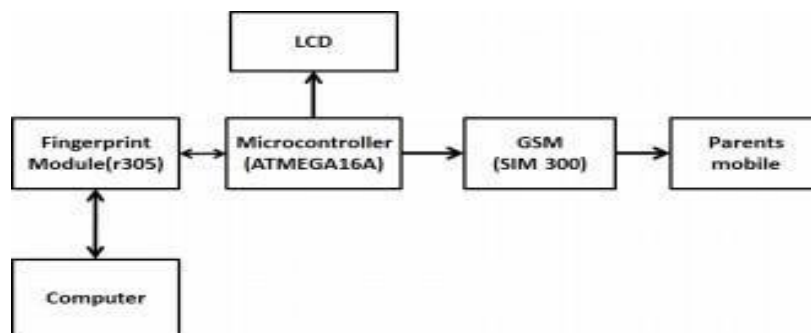 LCD
Fingerprint
Module(r305)
Microcontroller
(ATMEGA16A)
GSM
(SIM 300)
Parents
mobile
Computer